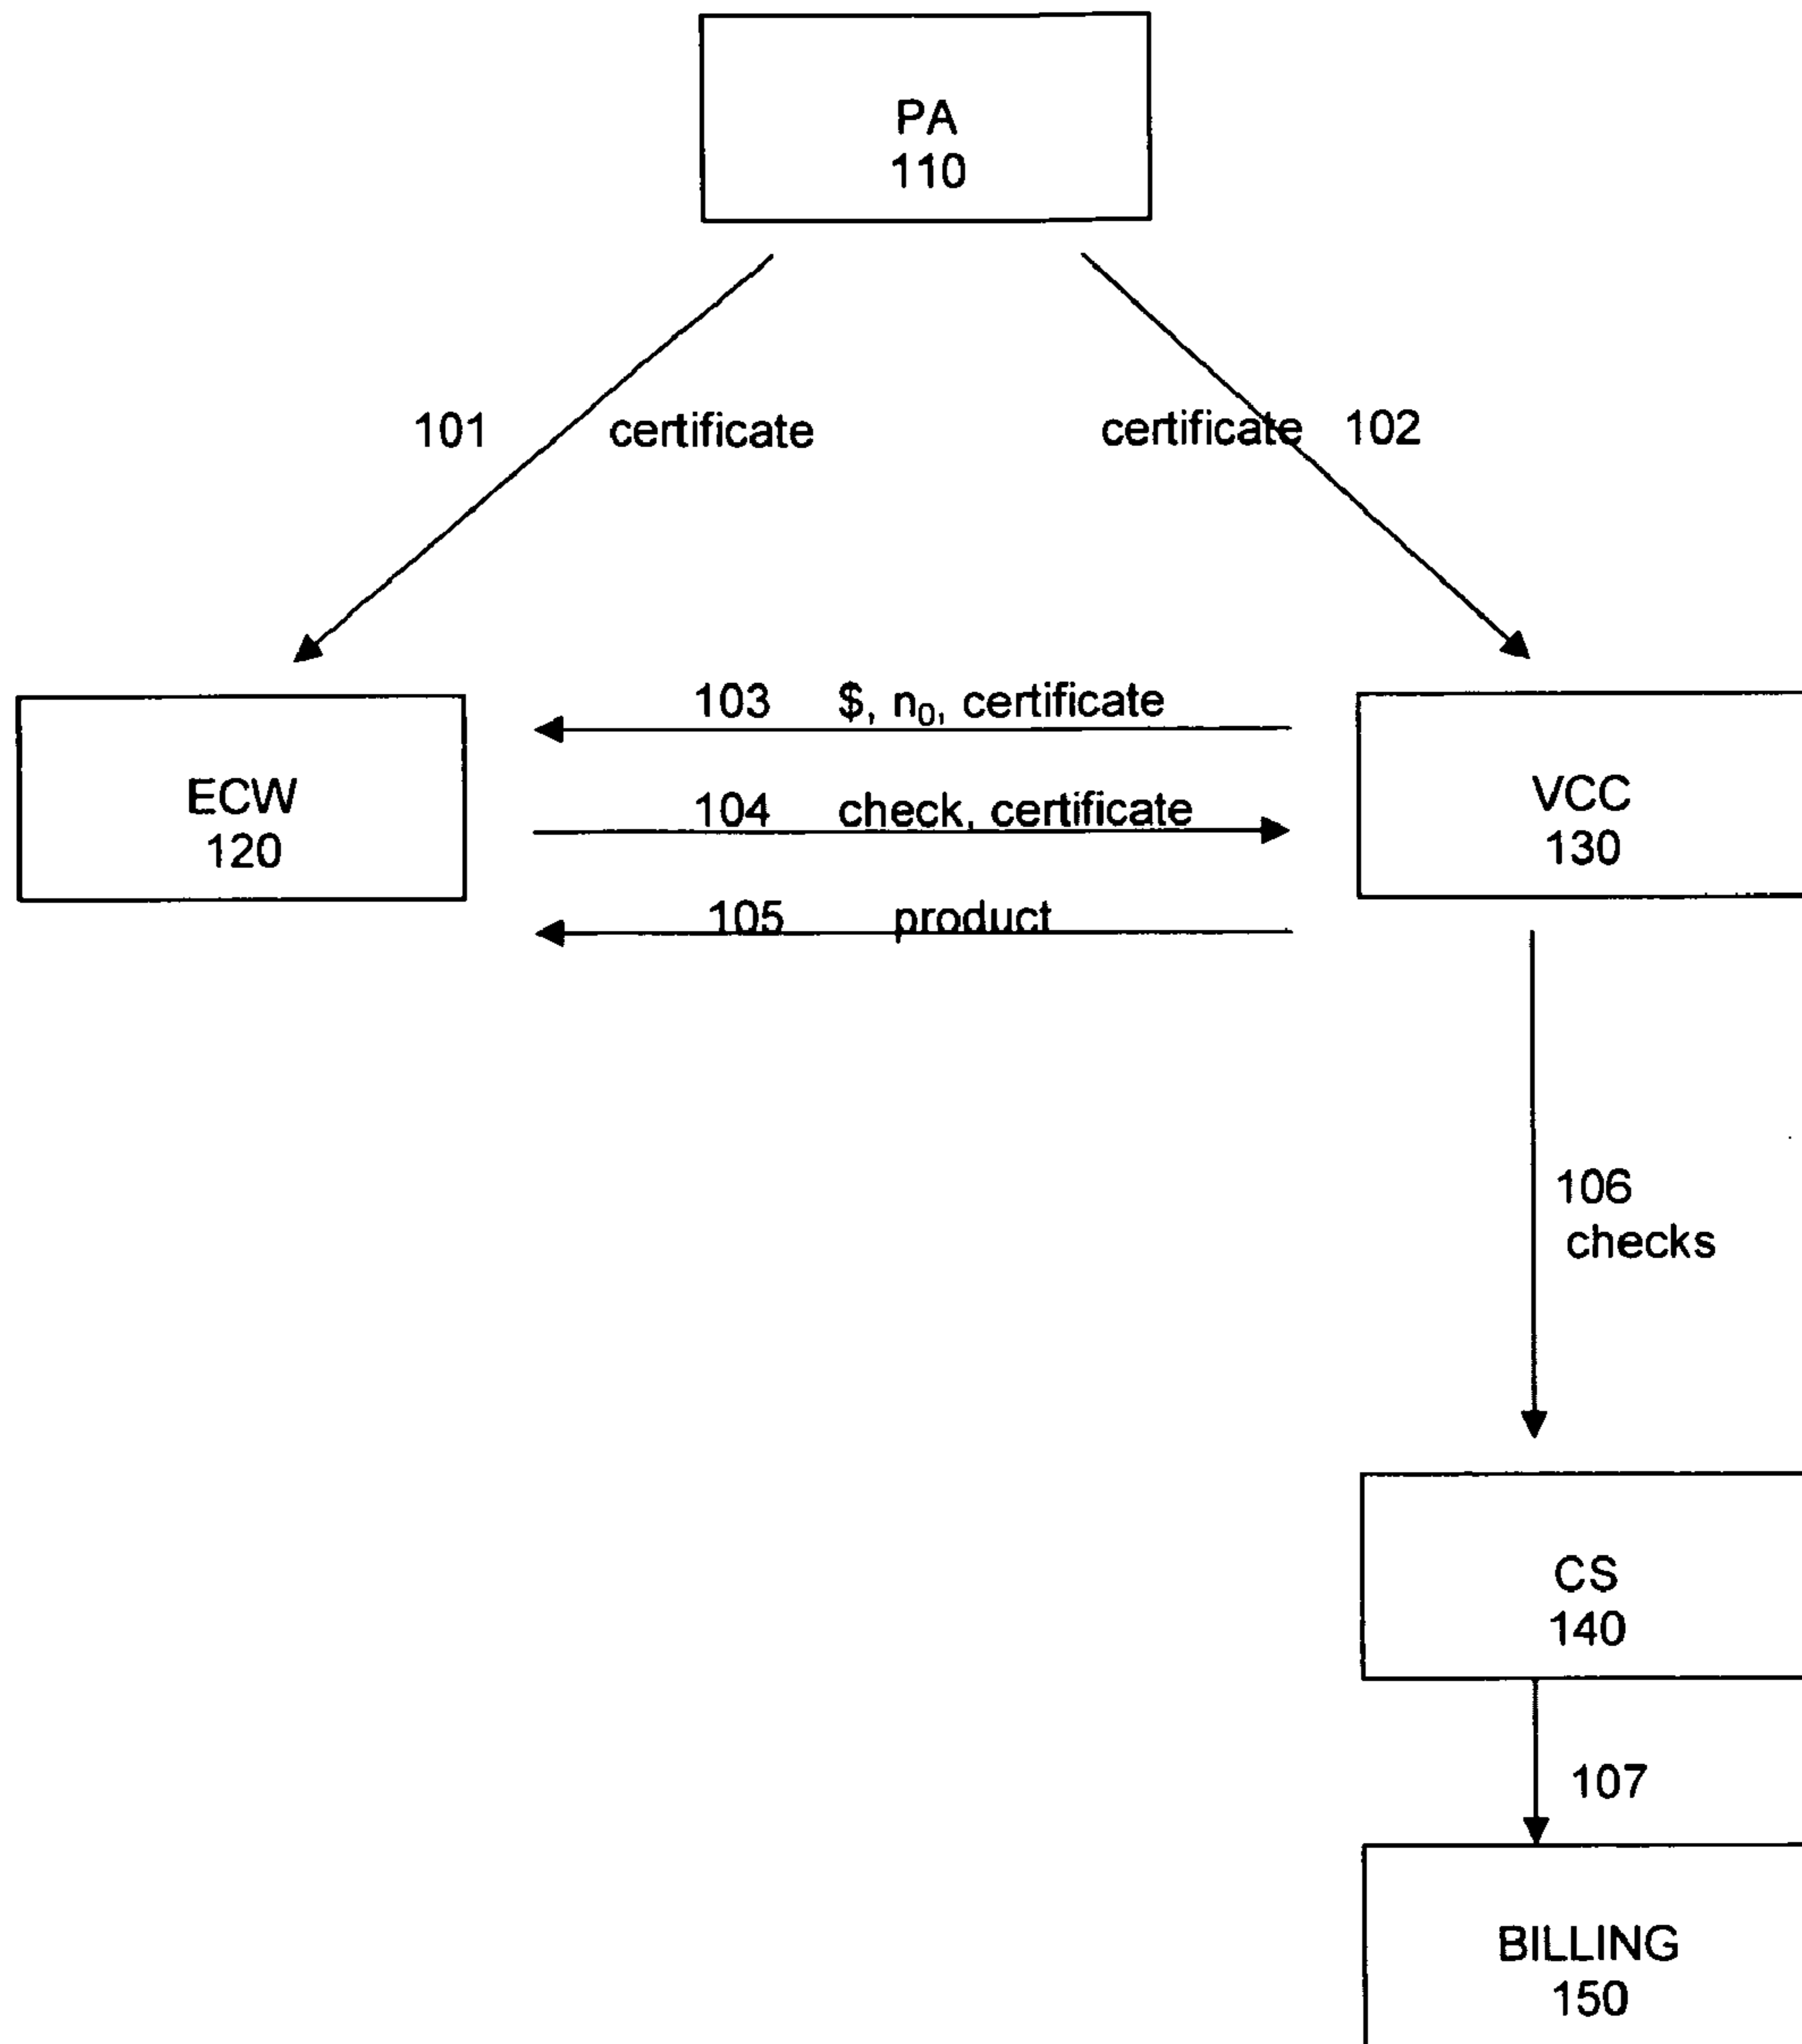 PA
110
101 certificate
certificate 102
103 $, n₀, certificate
ECW
120
104 check, certificate
VCC
130
105 product
106
checks
CS
140
107
BILLING
150